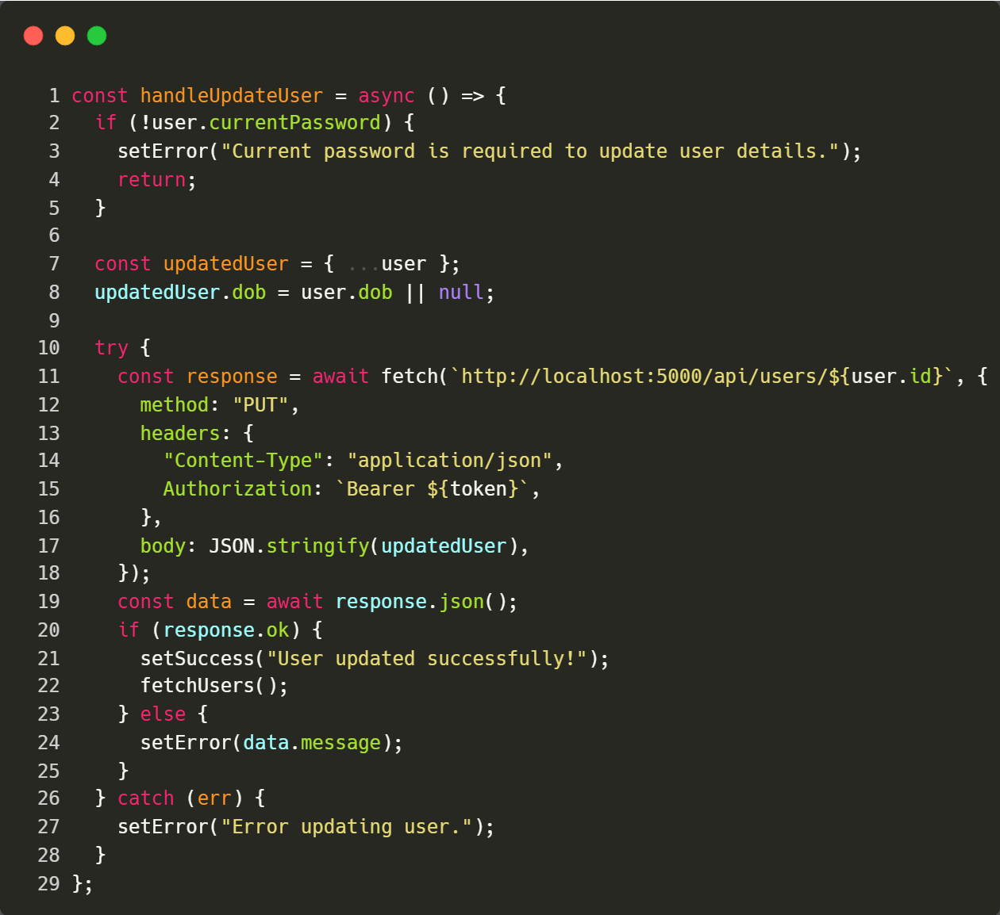 1 const handleUpdateUser = async () => {
2   if (!user.currentPassword) {
3     setError("Current password is required to update user details.");
4     return;
5   }
6
7   const updatedUser = { ...user };
8   updatedUser.dob = user.dob || null;
9
10   try {
11     const response = await fetch(`http://localhost:5000/api/users/${user.id}`, {
12       method: "PUT",
13       headers: {
14         "Content-Type": "application/json",
15         Authorization: `Bearer ${token}`,
16       },
17       body: JSON.stringify(updatedUser),
18     });
19     const data = await response.json();
20     if (response.ok) {
21       setSuccess("User updated successfully!");
22       fetchUsers();
23     } else {
24       setError(data.message);
25     }
26   } catch (err) {
27     setError("Error updating user.");
28   }
29 };